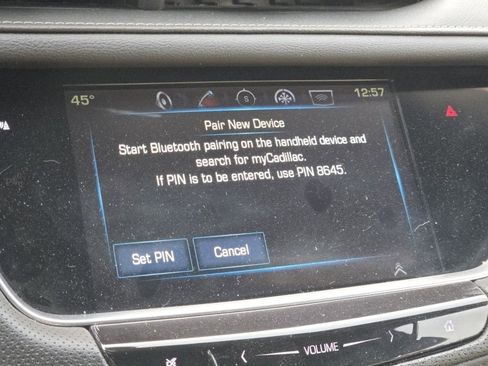 45°
S
12:57
Pair New Device
Start Bluetooth pairing on the handheld device and
search for myCadillac.
If PIN is to be entered, use PIN 8645.
Set PIN
Cancel
VOLUME